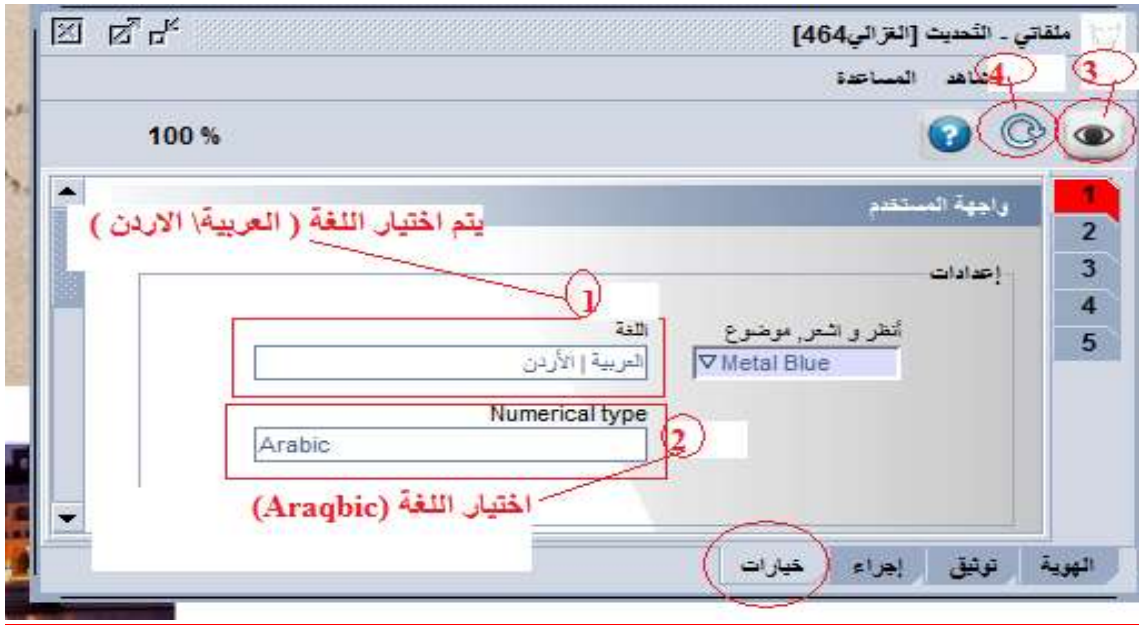 ملفاتي - التحديث [الغزالي464]
3
4
المساعدة
100 %
1
2
3
4
5
واجهة المستخدم
يتم اختيار اللغة ( العربية\ الاردن )
إعدادات
1
أنظر و اشعر, موضوع
اللغة
Metal Blue
العربية | الأردن
Numerical type
Arabic
2
اختيار اللغة (Araqbic)
الهوية
توثيق
إجراء
خيارات